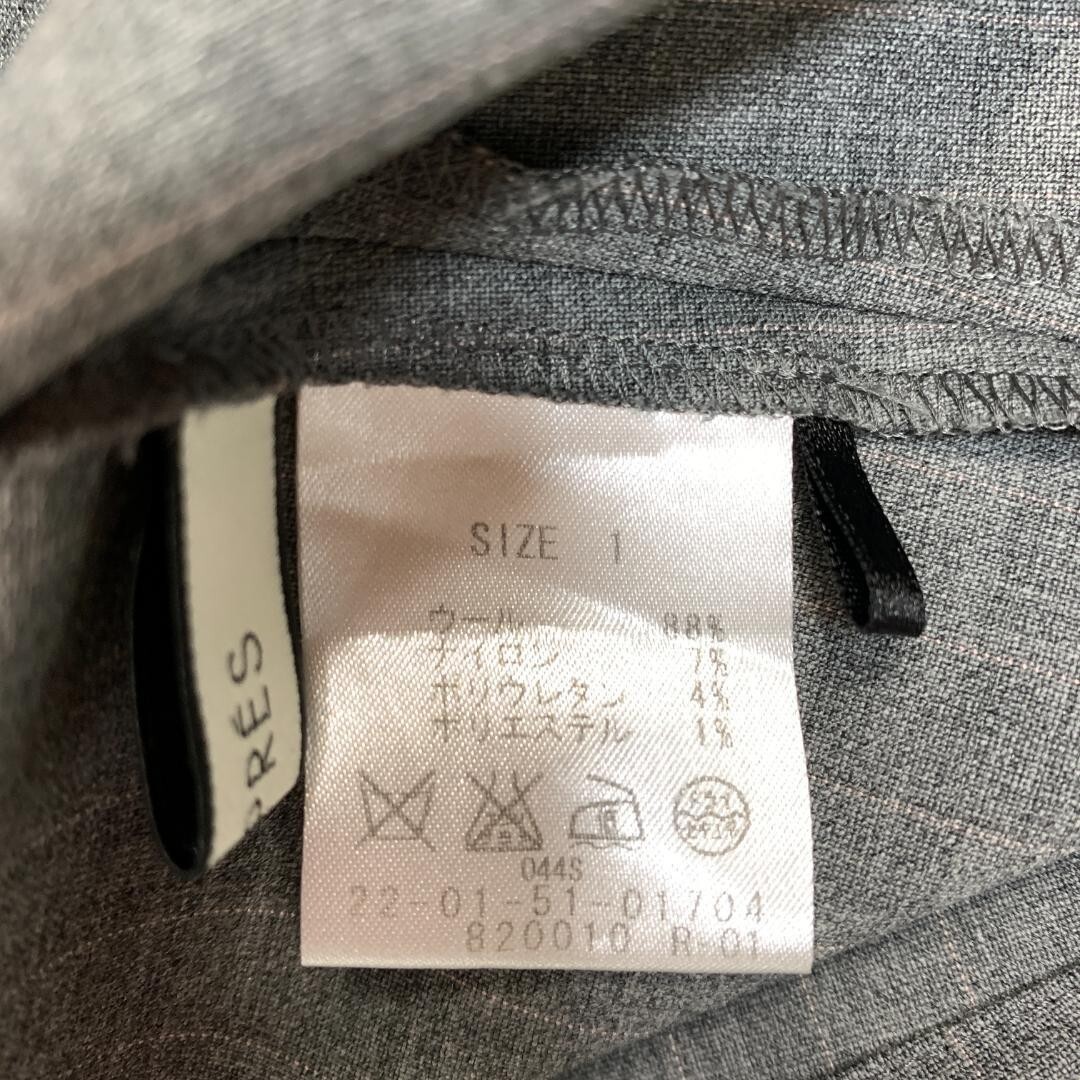 PRÉS
SIZE 1
ウール 88%
ナイロン 7%
ポリウレタン 4%
ポリエステル 1%
044S
22-01-51-01704
820010 R-01